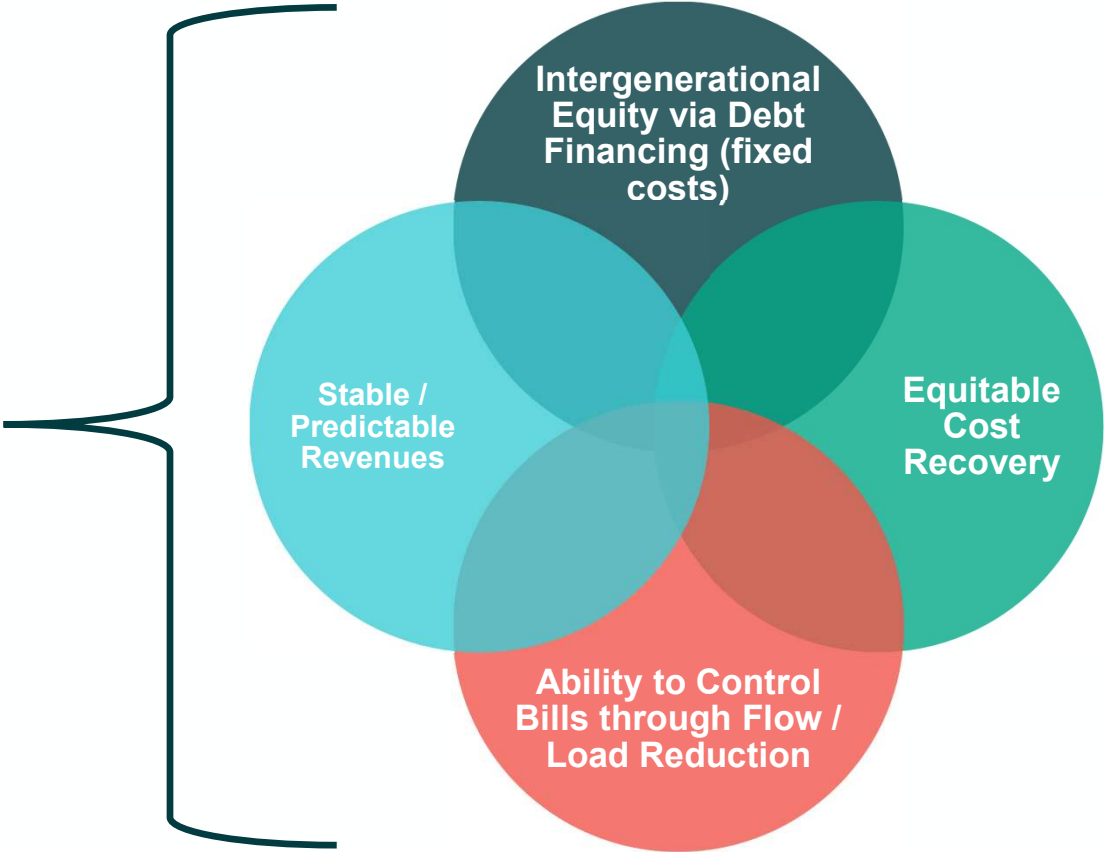 Intergenerational
Equity via Debt
Financing (fixed
costs)
Stable /
Predictable
Revenues
Equitable
Cost
Recovery
Ability to Control
Bills through Flow /
Load Reduction